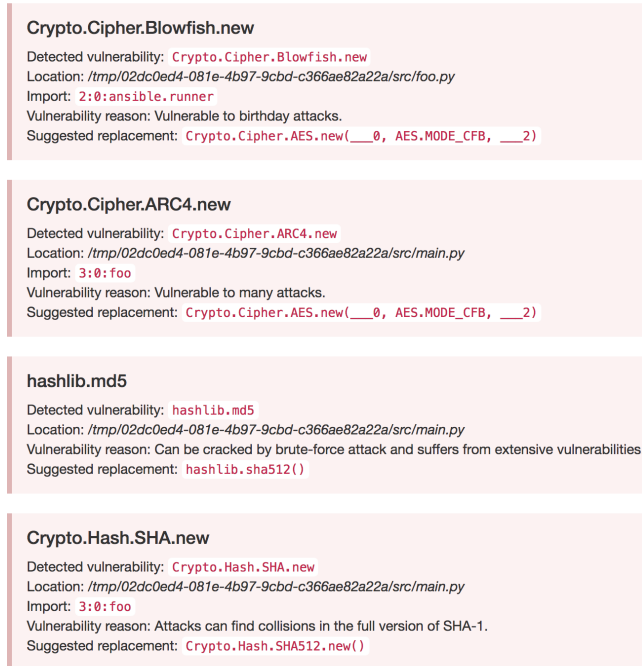 Crypto.Cipher.Blowfish.new
Detected vulnerability: Crypto.Cipher.Blowfish.new
Location: /tmp/02dc0ed4-081e-4b97-9cbd-c366ae82a22a/src/foo.py
Import: 2:0:ansible.runner
Vulnerability reason: Vulnerable to birthday attacks.
Suggested replacement: Crypto.Cipher.AES.new(___0, AES.MODE_CFB, ___2)
Crypto.Cipher.ARC4.new
Detected vulnerability: Crypto.Cipher.ARC4.new
Location: /tmp/02dc0ed4-081e-4b97-9cbd-c366ae82a22a/src/main.py
Import: 3:0:foo
Vulnerability reason: Vulnerable to many attacks.
Suggested replacement: Crypto.Cipher.AES.new(___0, AES.MODE_CFB, ___2)
hashlib.md5
Detected vulnerability: hashlib.md5
Location: /tmp/02dc0ed4-081e-4b97-9cbd-c366ae82a22a/src/main.py
Vulnerability reason: Can be cracked by brute-force attack and suffers from extensive vulnerabilities
Suggested replacement: hashlib.sha512()
Crypto.Hash.SHA.new
Detected vulnerability: Crypto.Hash.SHA.new
Location: /tmp/02dc0ed4-081e-4b97-9cbd-c366ae82a22a/src/main.py
Import: 3:0:foo
Vulnerability reason: Attacks can find collisions in the full version of SHA-1.
Suggested replacement: Crypto.Hash.SHA512.new()